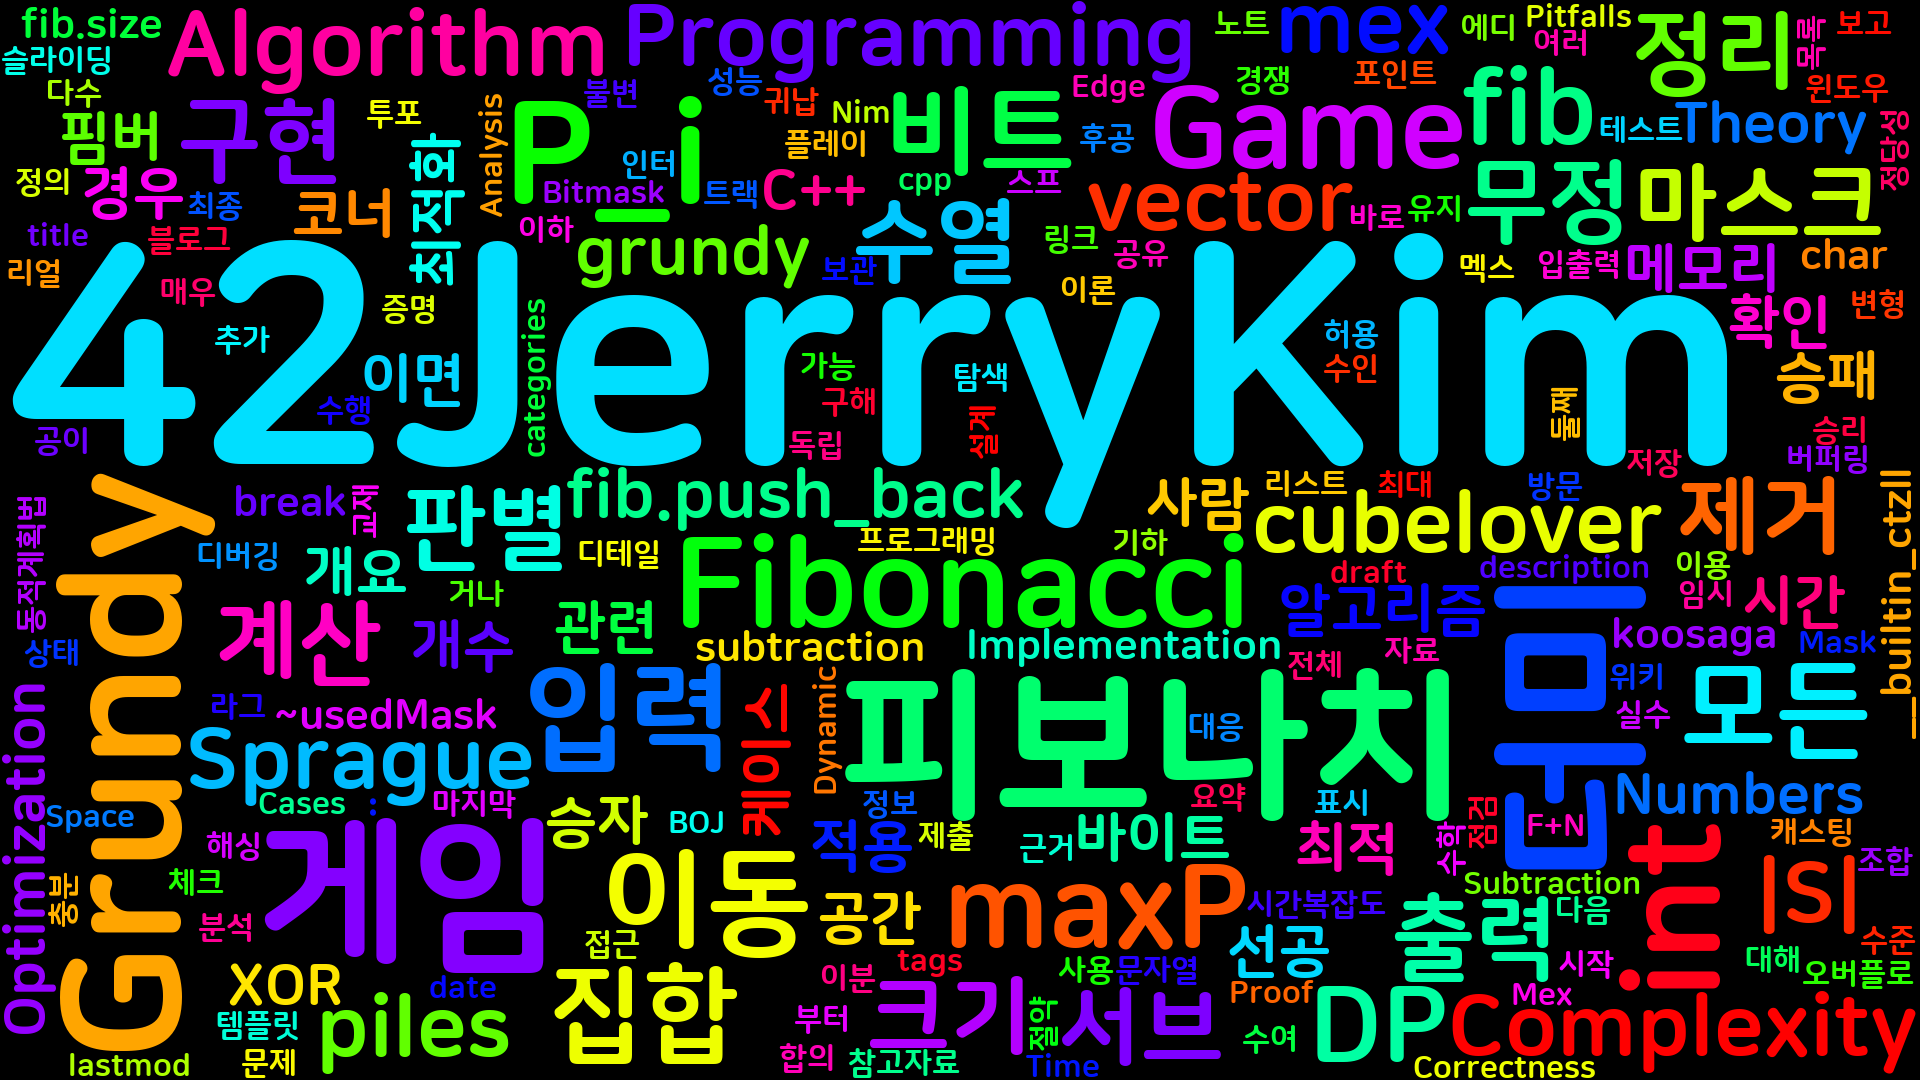 fib.size
Algorithm
Programming
노트
mex
에디
Pitfalls
여러
정리
목록
보고
슬라이딩
다수
핌버
구현
투포
Analysis
불변
성능
귀납
Nim
플레이
비트
Edge
후공
경쟁
포인트
Game
fib
테스트
Theory
윈도우
정당성
정의
경우
최종
코너
최적화
P_i
인터
Bitmask
트랙
C++
cpp
스프
vector
바로
유지
무정
마스크
title
블로그
이하
grundy
보관
수열
링크
공유
이론
멕스
입출력
메모리
char
리얼
매우
증명
변형
확인
42JerryKim
추가
이면
categories
가능
탐색
허용
수인
승패
수행
구해
공이
독립
설계
둘째
승리
버퍼링
Grundy
break
교재
판별
fib.push_back
사람
리스트
최대
방문
저장
cubelover
제거
__builtin_ctzll
동적계획법
디버깅
개요
디테일
프로그래밍
기하
거나
Fibonacci
draft
description
이용
임시
시간
상태
계산
개수
관련
subtraction
Implementation
알고리즘
전체
자료
니무
koosaga
Mask
위키
Optimization
라그
~usedMask
입력
케이스
Dynamic
피보나치
대응
실수
모든
Sprague
Space
Cases
:
마지막
승자
BOJ
정보
요약
표시
점검
Numbers
해싱
게임
적용
제출
근거
바이트
최적
수학
F+N
캐스팅
충분
체크
이동
int
|S|
조합
분석
접근
공간
maxP
시간복잡도
Subtraction
다음
선공
출력
수준
XOR
date
집합
이분
tags
사용
문자열
시작
대해
오버플로
템플릿
piles
부터
크기
절약
서브
Proof
수여
DP
Mex
Complexity
lastmod
문제
합의
참고자료
Time
Correctness